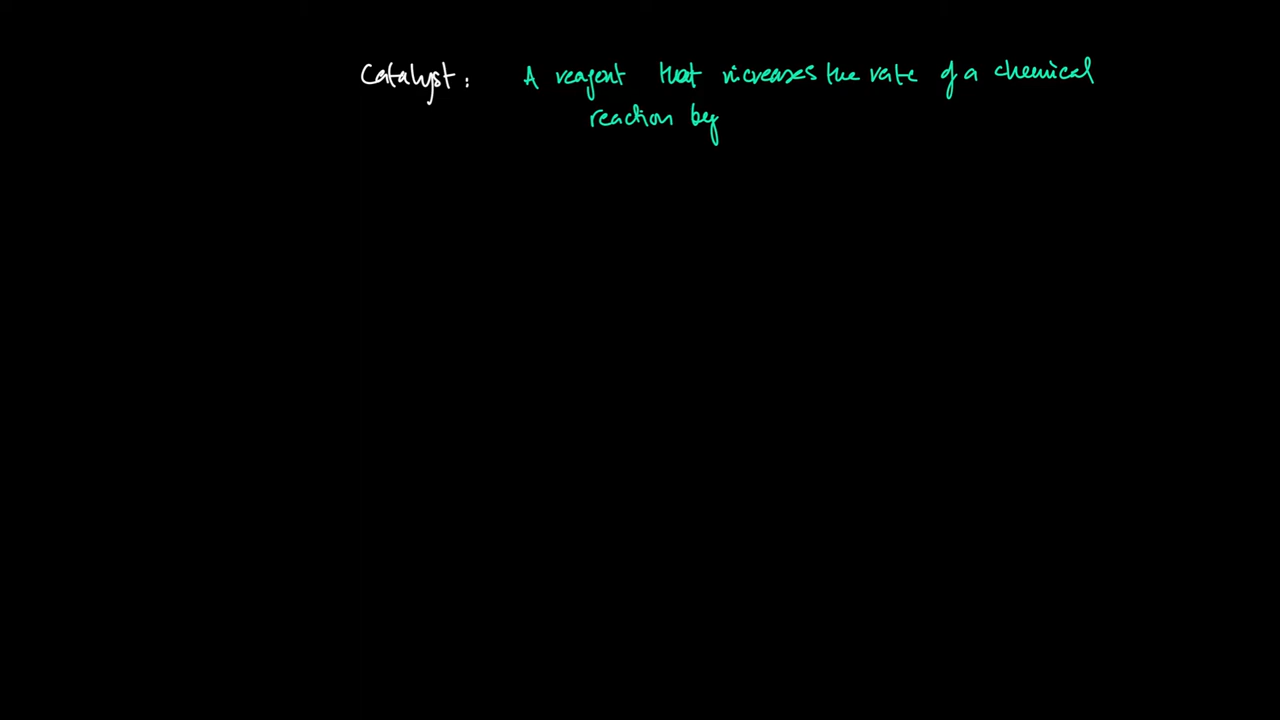 Catalyst: A reagent that increases the rate of a chemical
reaction by